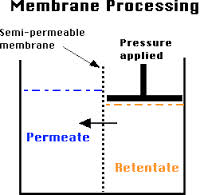 Membrane Processing
Semi-permeable
membrane
Pressure
applied
Permeate
Retentate